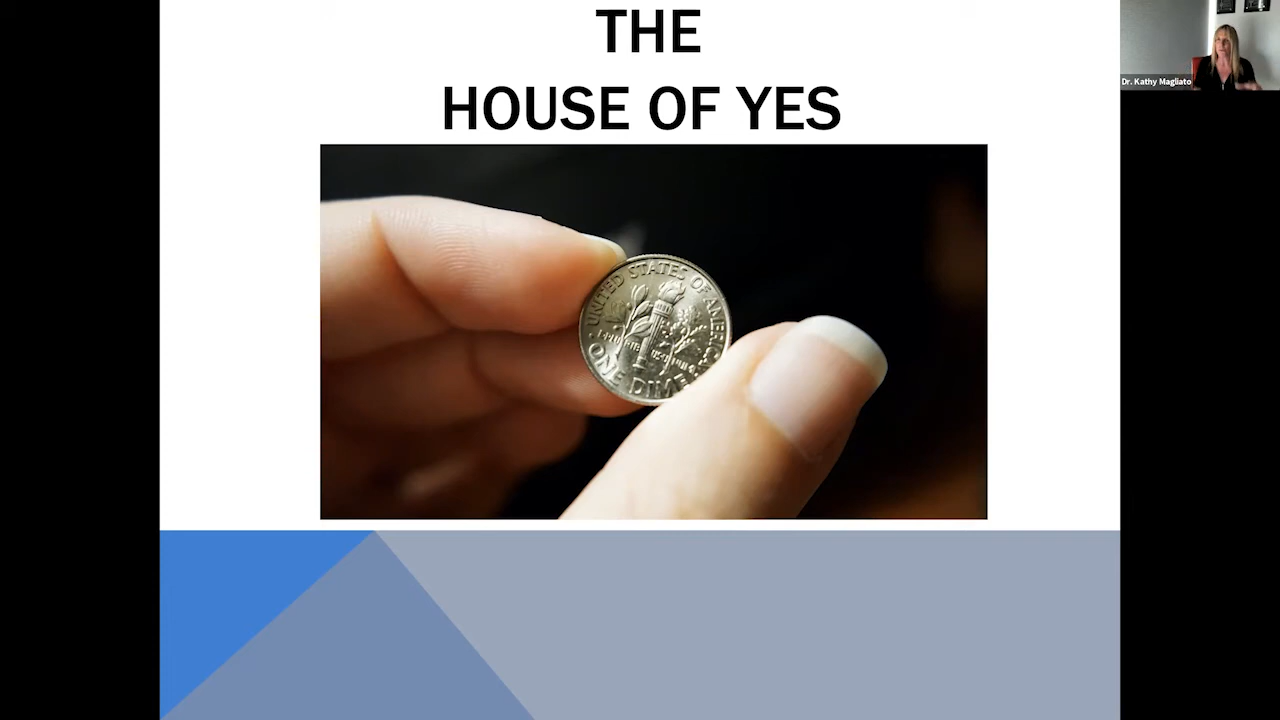 THE
HOUSE OF YES
Dr. Kathy Magliato
UNITED STATES OF AMERICA
ONE DIME